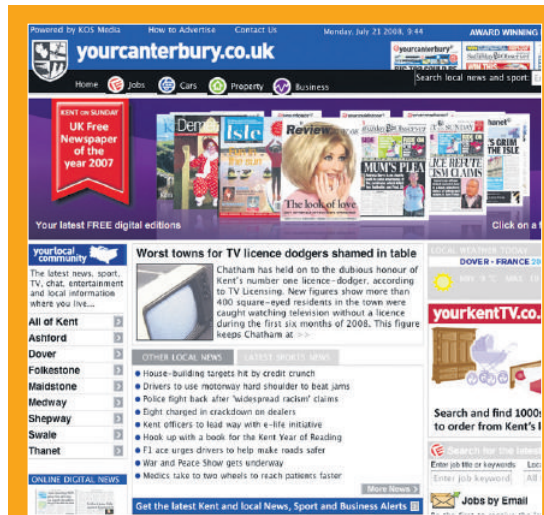 Powered by KOS Media
How to Advertise
Contact Us
Monday, July 21 2008, 9:44
AWARD WINNING
yourcanterbury.co.uk
yourcanterbury
Home
Jobs
Cars
Property
Business
Search local news and sport:
KENT ON SUNDAY
UK Free
Newspaper
of the
year 2007
Isle
Review
The look of love
MUM'S PLEA
Your latest FREE digital editions
Click on a
yourlocal
community
The latest news, sport,
TV, chat, entertainment
and local information
where you live...
All of Kent
Ashford
Dover
Folkestone
Maidstone
Medway
Shepway
Swale
Thanet
ONLINE DIGITAL NEWS
Worst towns for TV licence dodgers shamed in table
Chatham has held on to the dubious honour of
Kent's number one licence-dodger, according
to TV Licensing. New figures show more than
400 square-eyed residents in the town were
caught watching television without a licence
during the first six months of 2008. This figure
keeps Chatham at >>
OTHER LOCAL NEWS
LATEST SPORTS NEWS
House-building targets hit by credit crunch
Drivers to use motorway hard shoulder to beat jams
Police fight back after 'widespread racism' claims
Eight charged in crackdown on dealers
Kent officers to lead way with e-life initiative
Hook up with a book for the Kent Year of Reading
F1 ace urges drivers to help make roads safer
War and Peace Show gets underway
Medics take to two wheels to reach patients faster
More News >
Get the latest Kent and local News, Sport and Business Alerts
LOCAL WEATHER TODAY
DOVER - FRANCE
yourkentTV.co.
Search and find 1000s
to order from Kent's
Search for the latest
Enter job title or keywords
Enter job keyword
All
Jobs by Email